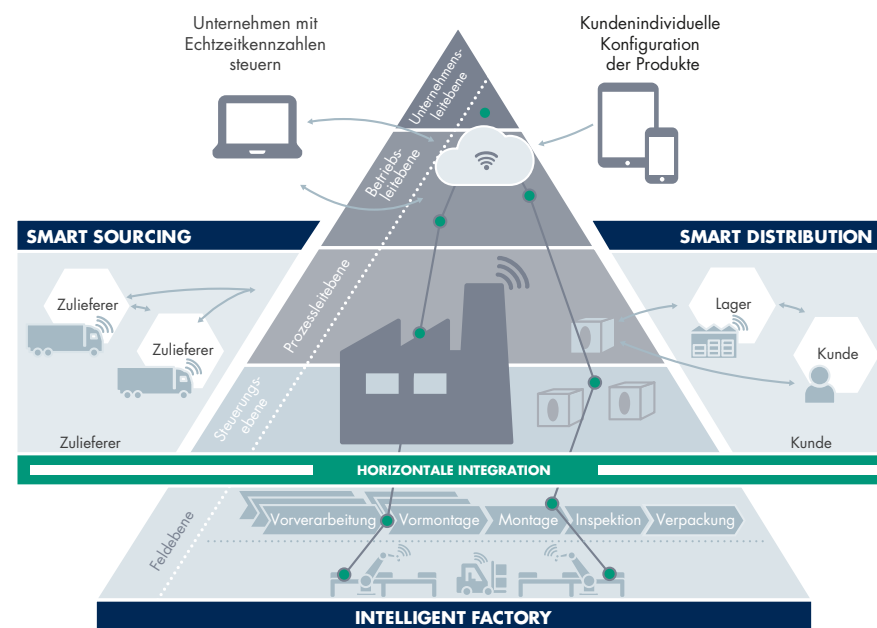 Unternehmen mit
Echtzeitkennzahlen
steuern
Kundenindividuelle
Konfiguration
der Produkte
Unternehmens-
leitebene
Betriebs-
leitebene
SMART SOURCING
SMART DISTRIBUTION
Prozessleitebene
Zulieferer
Zulieferer
Zulieferer
Lager
Kunde
Kunde
Steuerungs-
ebene
HORIZONTALE INTEGRATION
Feldebene
Vorverarbeitung
Vormontage
Montage
Inspektion
Verpackung
INTELLIGENT FACTORY